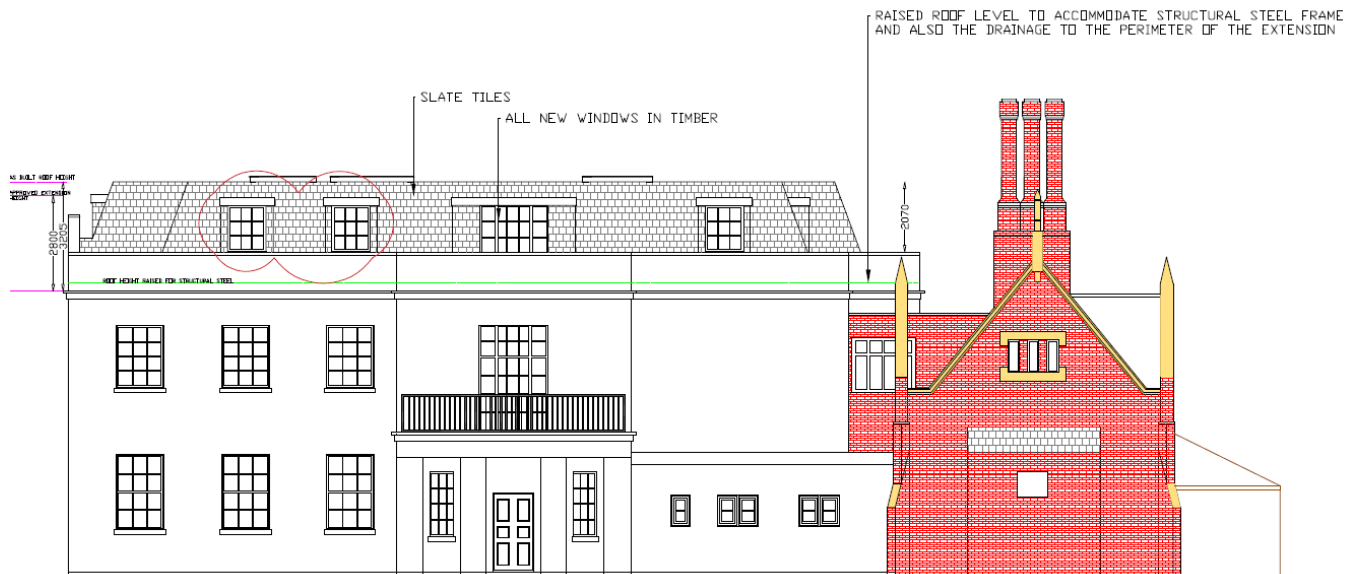 RAISED ROOF LEVEL TO ACCOMMODATE STRUCTURAL STEEL FRAME
AND ALSO THE DRAINAGE TO THE PERIMETER OF THE EXTENSION
SLATE TILES
ALL NEW WINDOWS IN TIMBER
AS BUILT ROOF HEIGHT
APPROVED EXTENSION
HEIGHT
2800
3205
2070
ROOF HEIGHT RAISED FOR STRUCTURAL STEEL